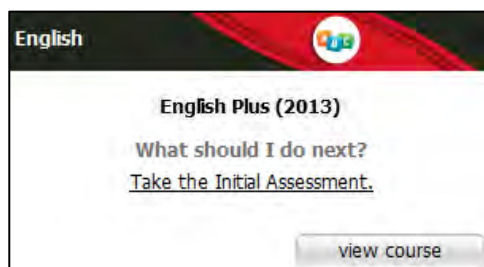 English
English Plus (2013)
What should I do next?
Take the Initial Assessment.
view course